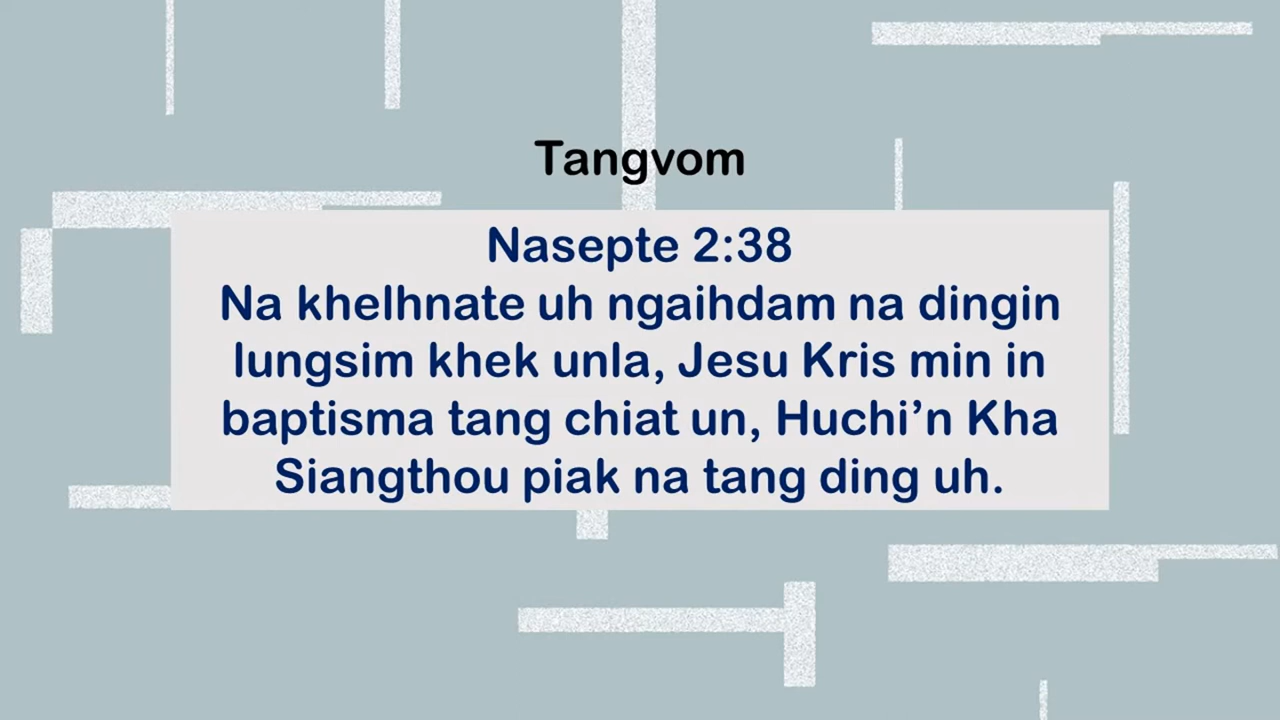 Tangvom
Nasepte 2:38
Na khelhnate uh ngaihdam na dingin
lungsim khek unla, Jesu Kris min in
baptisma tang chiat un, Huchi’n Kha
Siangthou piak na tang ding uh.